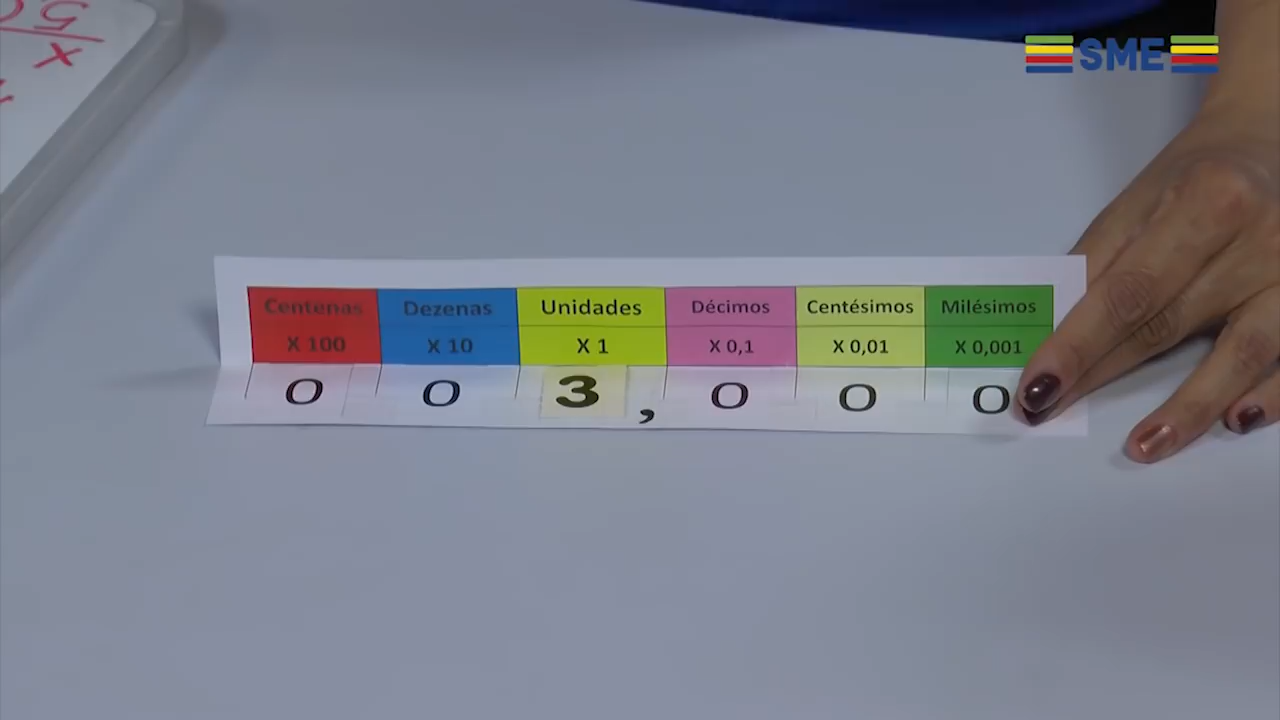 SME
5
x
Centenas Dezenas Unidades Décimos Centésimos Milésimos
X 100 X 10 X 1 X 0,1 X 0,01 X 0,001
0 0 3 , 0 0 0